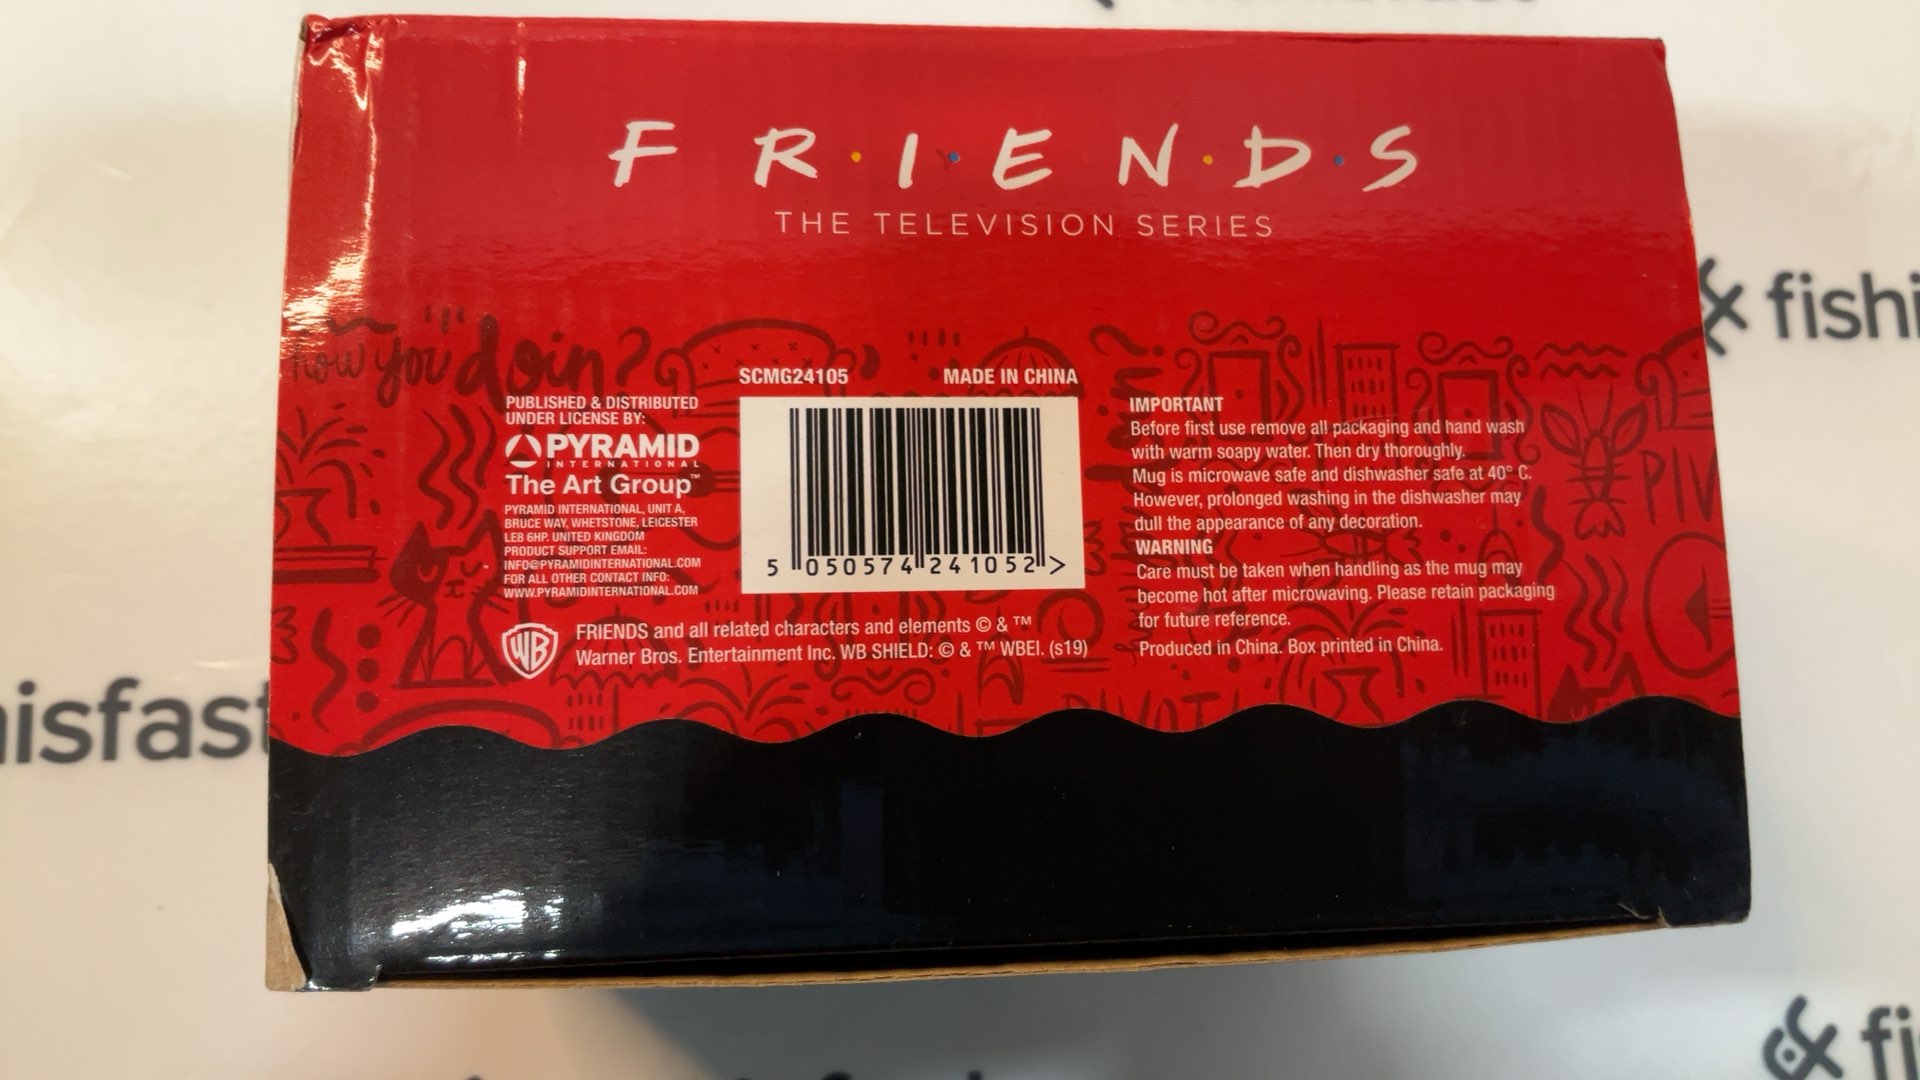 F R·I·E N·D·S
THE TELEVISION SERIES
how you doin?
SCMG24105
MADE IN CHINA
PUBLISHED & DISTRIBUTED
UNDER LICENSE BY:
PYRAMID
INTERNATIONAL
The Art Group™
PYRAMID INTERNATIONAL, UNIT A,
BRUCE WAY, WHETSTONE, LEICESTER
LE8 6HP. UNITED KINGDOM
PRODUCT SUPPORT EMAIL:
INFO@PYRAMIDINTERNATIONAL.COM
FOR ALL OTHER CONTACT INFO:
WWW.PYRAMIDINTERNATIONAL.COM
5 050574 241052 >
IMPORTANT
Before first use remove all packaging and hand wash
with warm soapy water. Then dry thoroughly.
Mug is microwave safe and dishwasher safe at 40° C.
However, prolonged washing in the dishwasher may
dull the appearance of any decoration.
WARNING
Care must be taken when handling as the mug may
become hot after microwaving. Please retain packaging
for future reference.
Produced in China. Box printed in China.
WB
FRIENDS and all related characters and elements © & ™
Warner Bros. Entertainment Inc. WB SHIELD: © & ™ WBEI. (s19)
PIV
PIVOT!
fishi
nisfast
fi